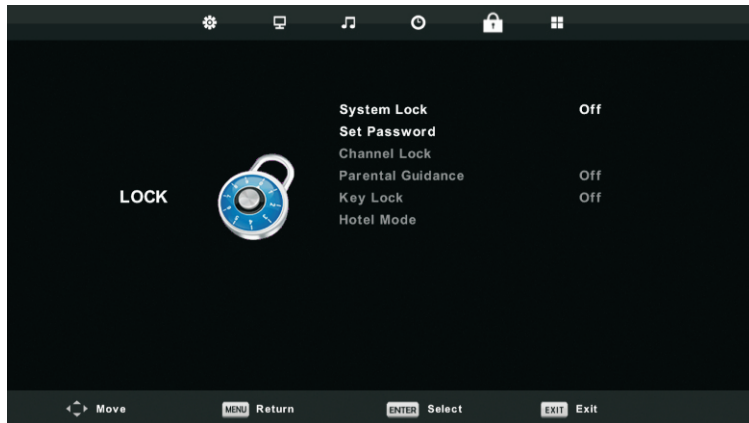 System Lock Off
Set Password
Channel Lock
Parental Guidance Off
LOCK
Key Lock Off
Hotel Mode
Move MENU Return ENTER Select EXIT Exit